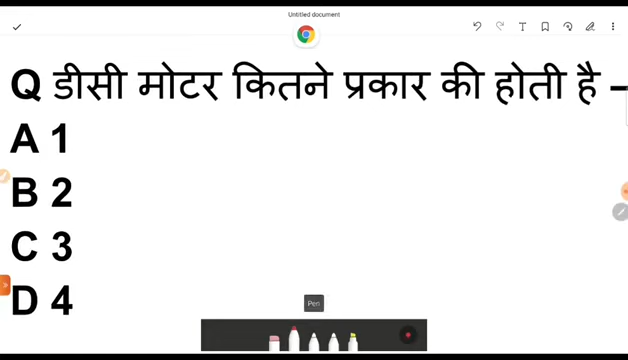 Untitled document
Q डीसी मोटर कितने प्रकार की होती है –
A 1
B 2
C 3
D 4
Pen